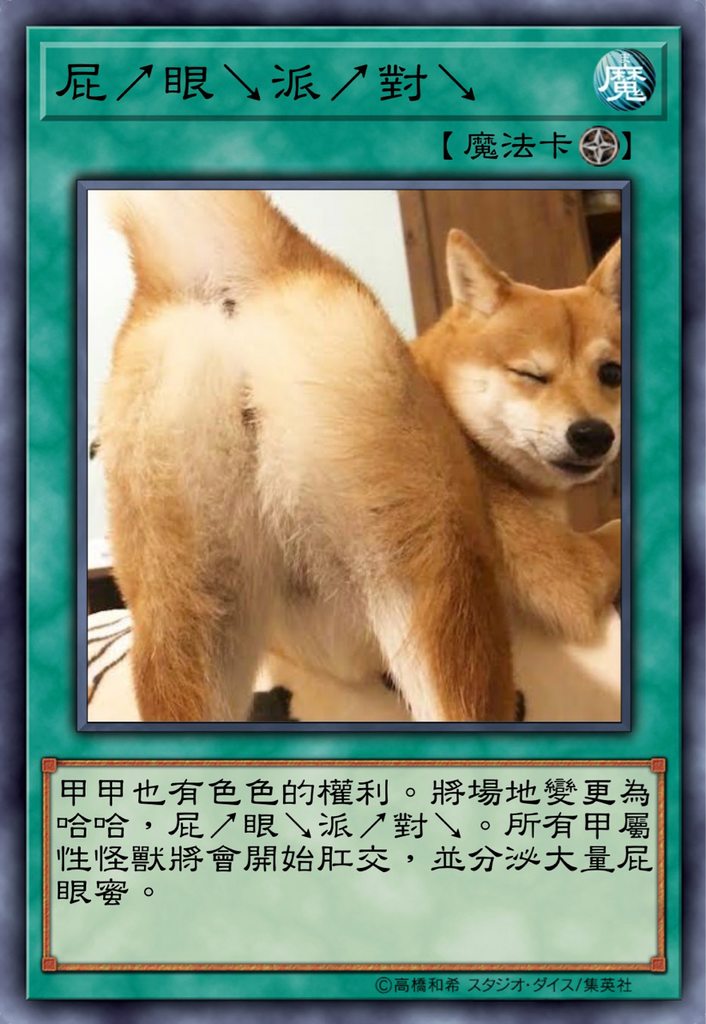 屁↗眼↘派↗對↘
魔
【魔法卡】
甲甲也有色色的權利。將場地變更為
哈哈，屁↗眼↘派↗對↘。所有甲屬
性怪獸將會開始肛交，並分泌大量屁
眼蜜。
©高橋和希 スタジオ・ダイス/集英社